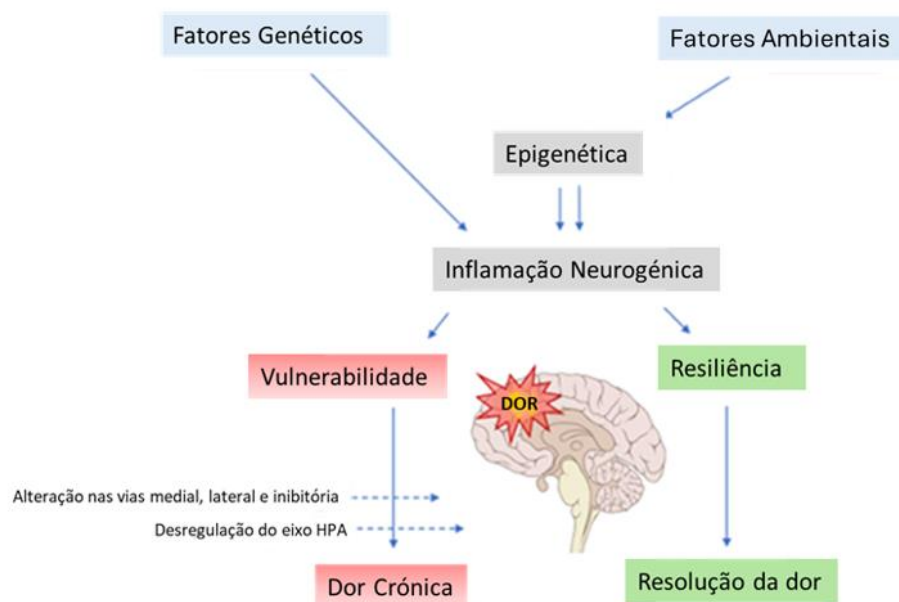 Fatores Genéticos
Fatores Ambientais
Epigenética
Inflamação Neurogénica
Vulnerabilidade
Resiliência
DOR
Alteração nas vias medial, lateral e inibitória
Desregulação do eixo HPA
Dor Crónica
Resolução da dor